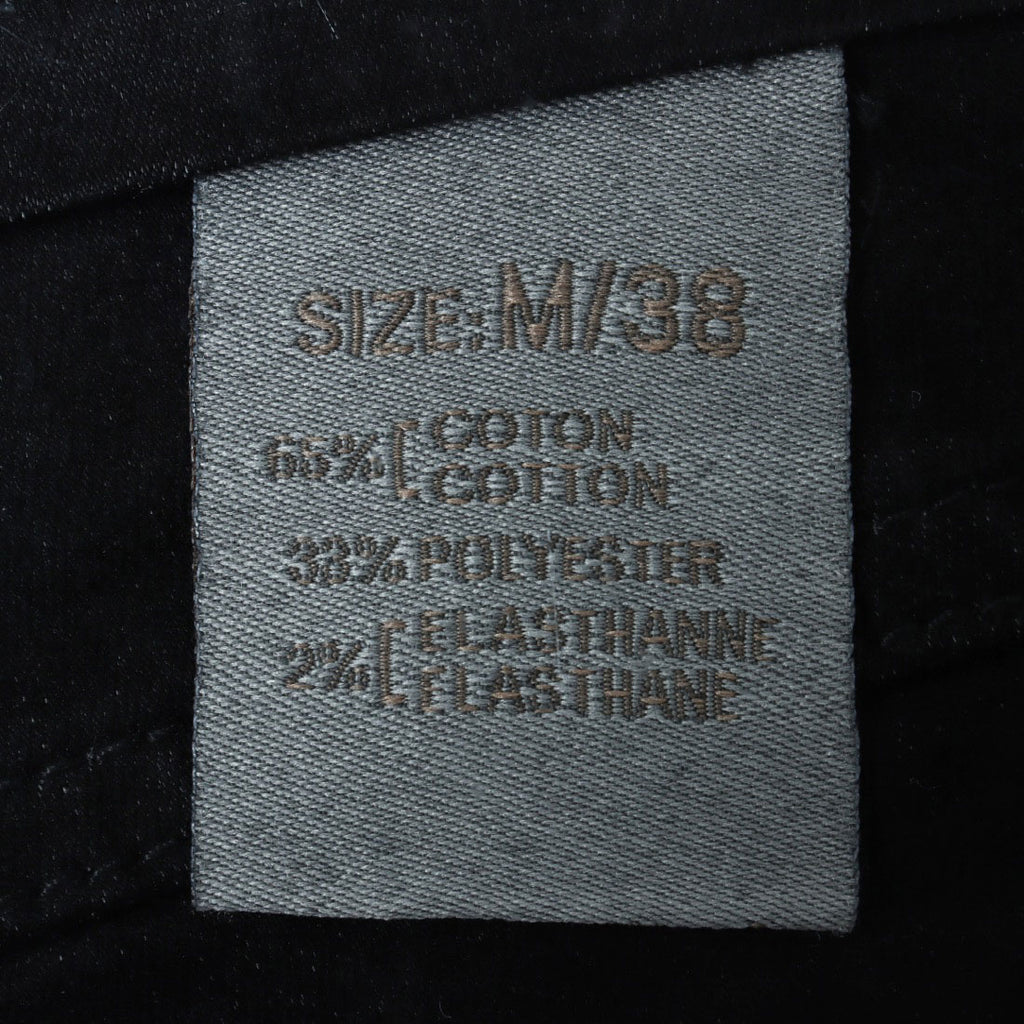 SIZE: M/38
65% [ COTON
COTTON
33% POLYESTER
2% [ ELASTHANNE
ELASTHANE